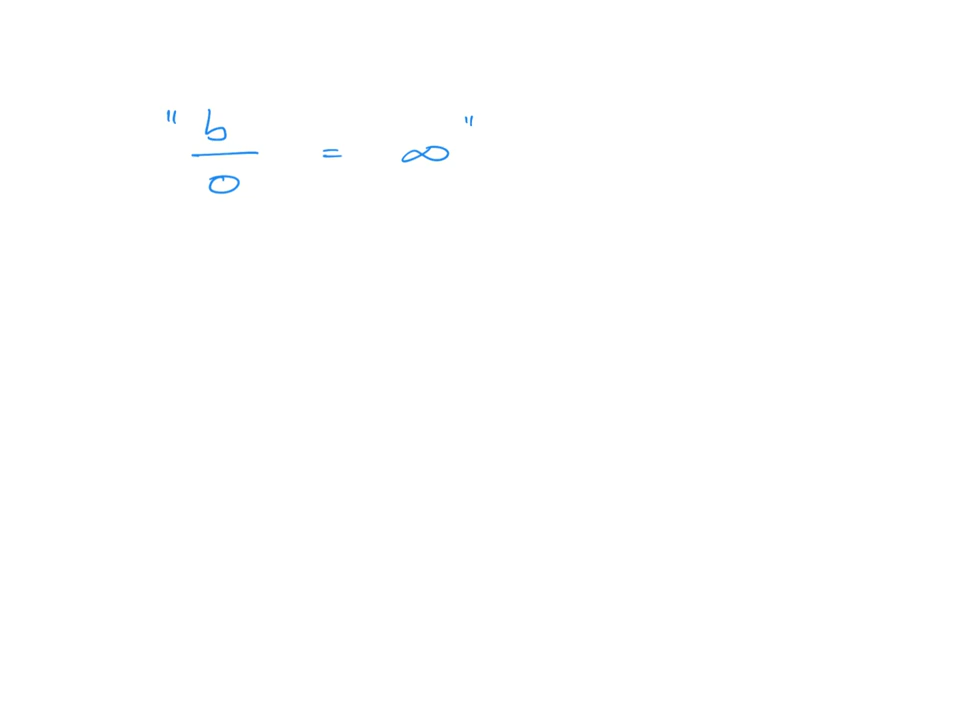 " b/0 = ∞ "